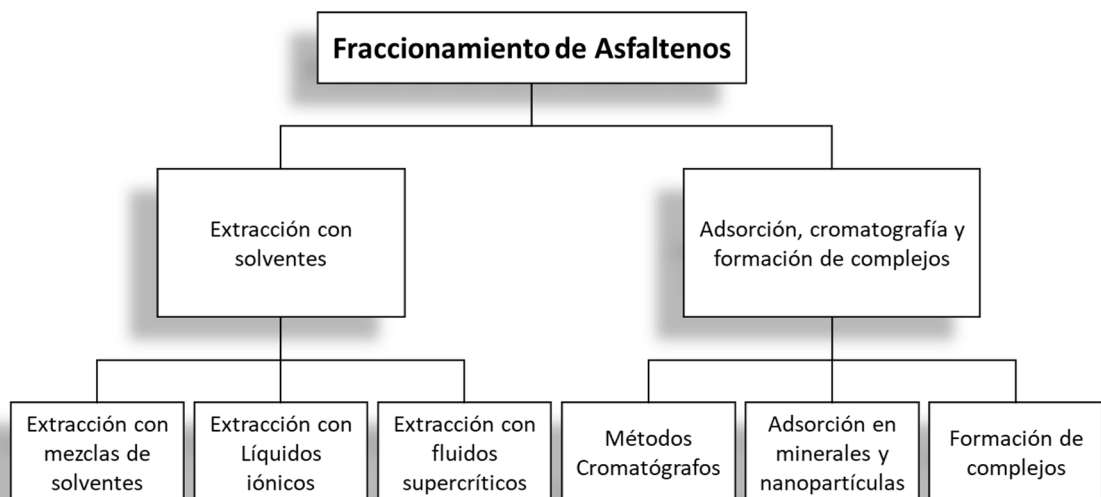 Fraccionamiento de Asfaltenos
Extracción con
solventes
Adsorción, cromatografía y
formación de complejos
Extracción con
mezclas de
solventes
Extracción con
Líquidos
iónicos
Extracción con
fluidos
supercríticos
Métodos
Cromatógrafos
Adsorción en
minerales y
nanopartículas
Formación de
complejos